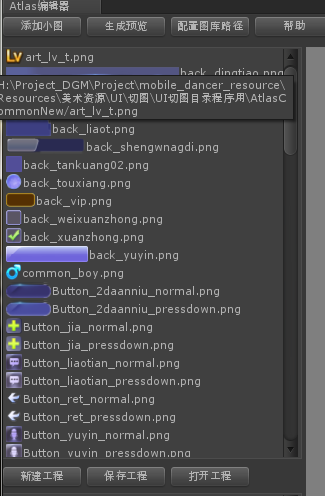 Atlas编辑器
添加小图 生成预览 配置图库路径 帮助
Lv art_lv_t.png
back_dingtiao.png
H:\Project_DGM\Project\mobile_dancer_resource\
Resources\美术资源\UI\切图\UI切图目录程序用\AtlasC
ommonNew/art_lv_t.png
back_liaot.png
back_shengwnagdi.png
back_tankuang02.png
back_touxiang.png
back_vip.png
back_weixuanzhong.png
back_xuanzhong.png
back_yuyin.png
common_boy.png
Button_2daanniu_normal.png
Button_2daanniu_pressdown.png
Button_jia_normal.png
Button_jia_pressdown.png
Button_liaotian_normal.png
Button_liaotian_pressdown.png
Button_ret_normal.png
Button_ret_pressdown.png
Button_yuyin_normal.png
Button_yuyin_pressdown.png
新建工程 保存工程 打开工程